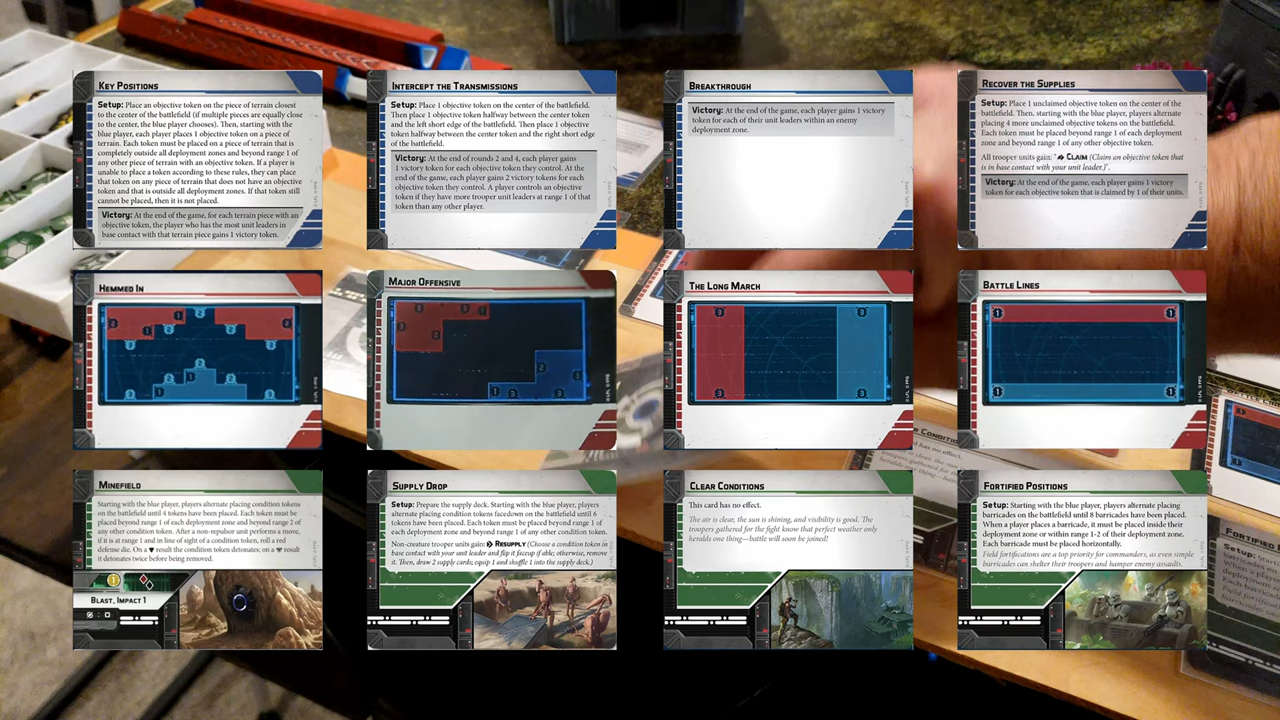 KEY POSITIONS
Setup: Place an objective token on the piece of terrain closest
to the center of the battlefield (if multiple pieces are equally close
to the center, the blue player chooses). Then, starting with the
blue player, each player places 1 objective token on a piece of
terrain. Each token must be placed on a piece of terrain that is
completely outside all deployment zones and beyond range 1 of
any other piece of terrain with an objective token. If a player is
unable to place a token according to these rules, they can place
that token on any piece of terrain that does not have an objective
token and that is outside all deployment zones. If that token still
cannot be placed, then it is not placed.
Victory: At the end of the game, for each terrain piece with an
objective token, the player who has the most unit leaders in
base contact with that terrain piece gains 1 victory token.
INTERCEPT THE TRANSMISSIONS
Setup: Place 1 objective token on the center of the battlefield.
Then place 1 objective token halfway between the center token
and the left short edge of the battlefield. Then place 1 objective
token halfway between the center token and the right short edge
of the battlefield.
Victory: At the end of rounds 2 and 4, each player gains
1 victory token for each objective token they control. At the
end of the game, each player gains 2 victory tokens for each
objective token they control. A player controls an objective
token if they have more trooper unit leaders at range 1 of that
token than any other player.
BREAKTHROUGH
Victory: At the end of the game, each player gains 1 victory
token for each of their unit leaders within an enemy
deployment zone.
RECOVER THE SUPPLIES
Setup: Place 1 unclaimed objective token on the center of the
battlefield. Then, starting with the blue player, players alternate
placing 4 more unclaimed objective tokens on the battlefield.
Each token must be placed beyond range 1 of each deployment
zone and beyond range 1 of any other objective token.
All trooper units gain: "CLAIM (Claim an objective token that
is in base contact with your unit leader.)".
Victory: At the end of the game, each player gains 1 victory
token for each objective token that is claimed by 1 of their units.
HEMMED IN
MAJOR OFFENSIVE
THE LONG MARCH
3
3
3
3
BATTLE LINES
1
1
1
1
MINEFIELD
Starting with the blue player, players alternate placing condition tokens
on the battlefield until 6 tokens have been placed. Each token must be
placed beyond range 1 of each deployment zone and beyond range 2 of
any other condition token. After a non-repulsor unit performs a move,
if it is at range 1 and in line of sight of a condition token, roll a red
defense die. On a result the condition token detonates; on a result
it detonates twice before being removed.
BLAST, IMPACT 1
SUPPLY DROP
Setup: Prepare the supply deck. Starting with the blue player, players
alternate placing condition tokens facedown on the battlefield until 6
tokens have been placed. Each token must be placed beyond range 1 of
each deployment zone and beyond range 1 of any other condition token.
Non-creature trooper units gain: RESUPPLY (Choose a condition token in
base contact with your unit leader and flip it faceup if able; otherwise, remove
it. Then, draw 2 supply cards; equip 1 and shuffle 1 into the supply deck.)
CLEAR CONDITIONS
This card has no effect.
The air is clear, the sun is shining, and visibility is good. The
troopers gathered for the fight know that perfect weather only
heralds one thing—battle will soon be joined!
FORTIFIED POSITIONS
Setup: Starting with the blue player, players alternate placing
barricades on the battlefield until 8 barricades have been placed.
When a player places a barricade, it must be placed inside their
deployment zone or within range 1-2 of their deployment zone.
Each barricade must be placed horizontally.
Field fortifications are a top priority for commanders, as even simple
barricades can shelter their troopers and hamper enemy assaults.